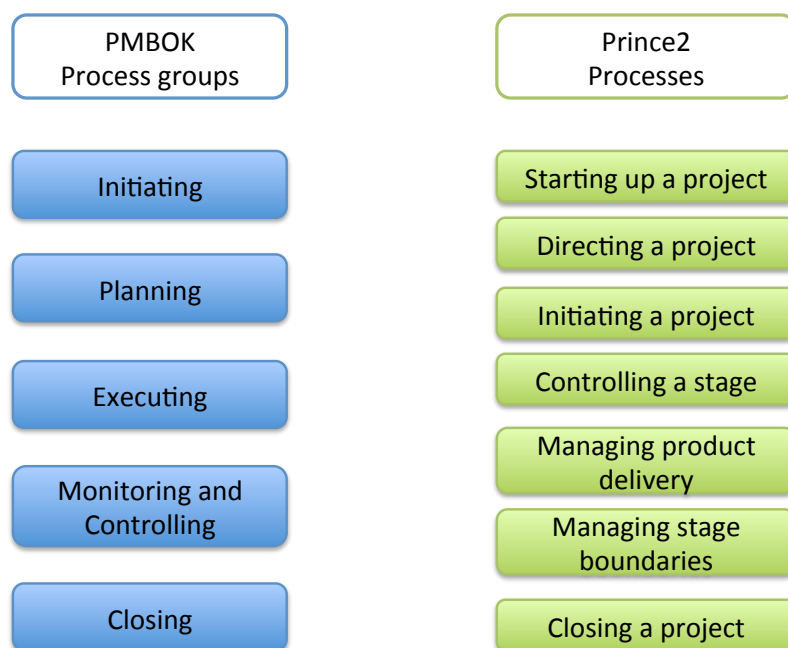 PMBOK
Process groups
Initiating
Planning
Executing
Monitoring and
Controlling
Closing
Prince2
Processes
Starting up a project
Directing a project
Initiating a project
Controlling a stage
Managing product
delivery
Managing stage
boundaries
Closing a project